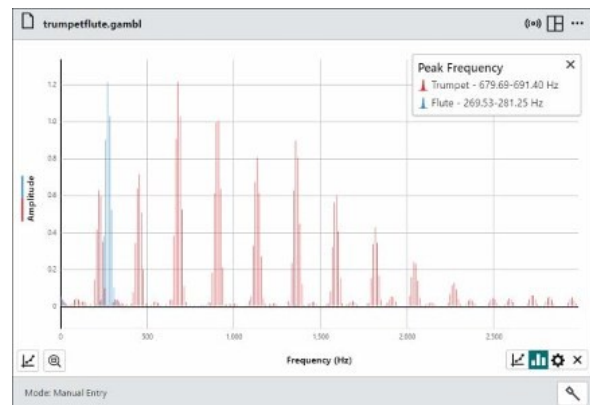 trumpetflute.gambl
Peak Frequency
Trumpet - 679.69-691.40 Hz
Flute - 269.53-281.25 Hz
1.2
1.0
0.8
0.6
0.4
0.2
0
Amplitude
0 500 1,000 1,500 2,000 2,500
Frequency (Hz)
Mode: Manual Entry